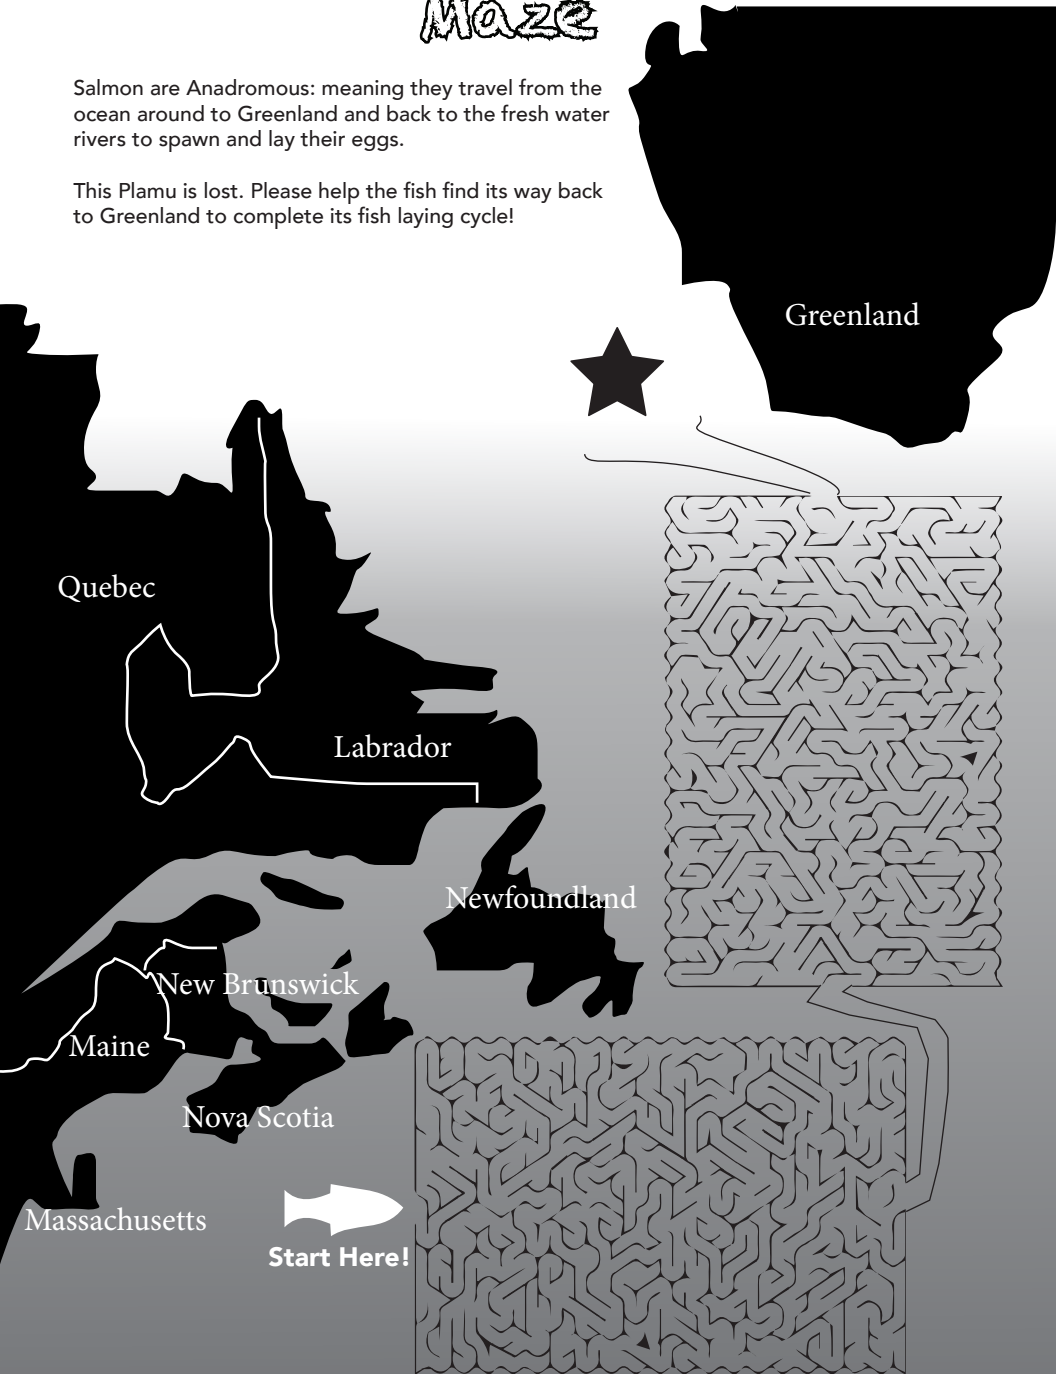 Maze
Salmon are Anadromous: meaning they travel from the
ocean around to Greenland and back to the fresh water
rivers to spawn and lay their eggs.
This Plamu is lost. Please help the fish find its way back
to Greenland to complete its fish laying cycle!
Greenland
Quebec
Labrador
Newfoundland
New Brunswick
Maine
Nova Scotia
Massachusetts
Start Here!